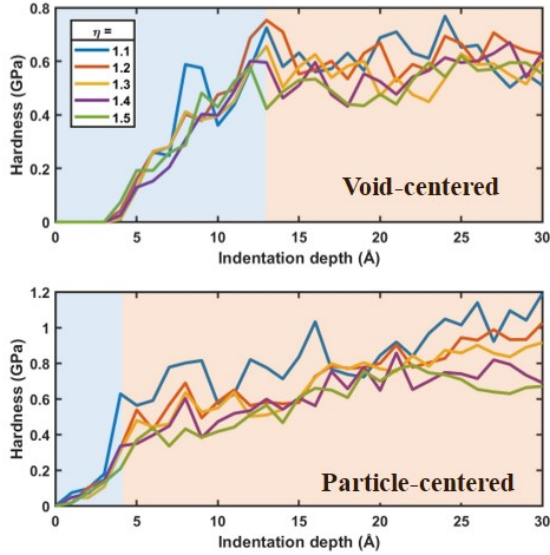 0.8
0.6
0.4
0.2
0
Hardness (GPa)
η =
1.1
1.2
1.3
1.4
1.5
Void-centered
0 5 10 15 20 25 30
Indentation depth (Å)
1.2
1
0.8
0.6
0.4
0.2
0
Hardness (GPa)
Particle-centered
0 5 10 15 20 25 30
Indentation depth (Å)